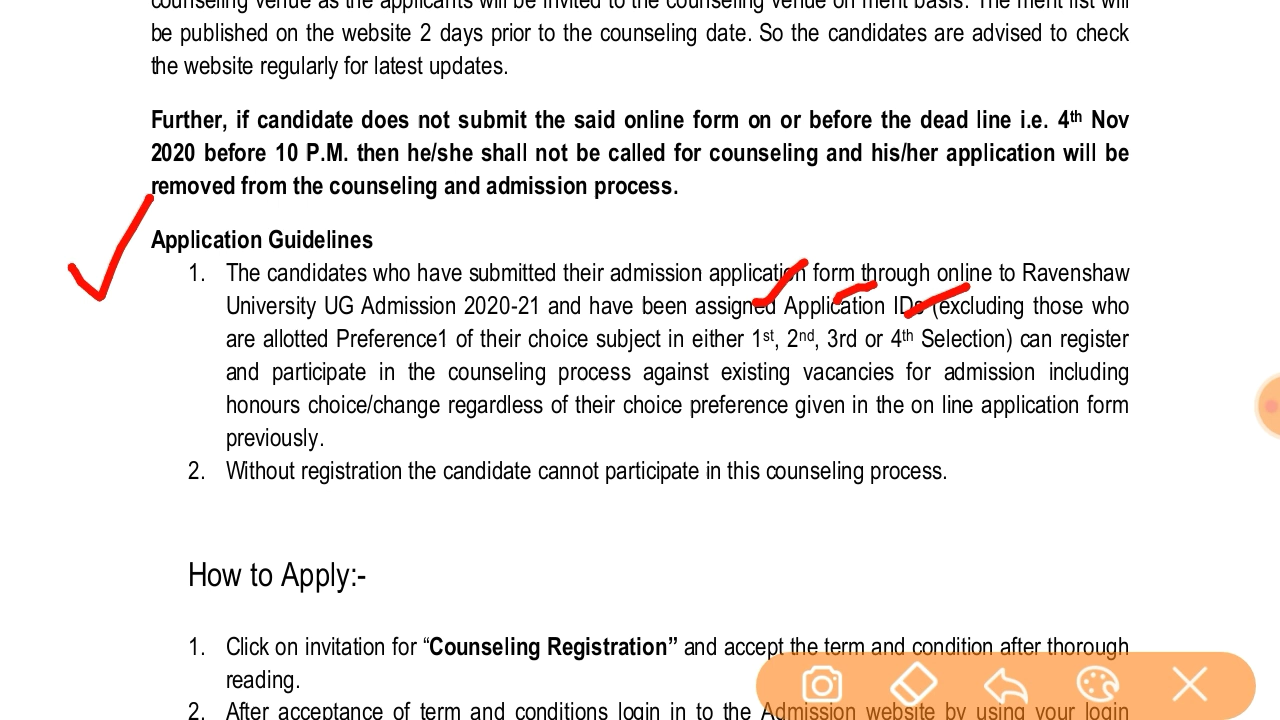 counseling venue as the applicants will be invited to the counseling venue on merit basis. The merit list will
be published on the website 2 days prior to the counseling date. So the candidates are advised to check
the website regularly for latest updates.
Further, if candidate does not submit the said online form on or before the dead line i.e. 4th Nov
2020 before 10 P.M. then he/she shall not be called for counseling and his/her application will be
removed from the counseling and admission process.
Application Guidelines
1. The candidates who have submitted their admission application form through online to Ravenshaw
University UG Admission 2020-21 and have been assigned Application IDs (excluding those who
are allotted Preference1 of their choice subject in either 1st, 2nd, 3rd or 4th Selection) can register
and participate in the counseling process against existing vacancies for admission including
honours choice/change regardless of their choice preference given in the on line application form
previously.
2. Without registration the candidate cannot participate in this counseling process.
How to Apply:-
1. Click on invitation for “Counseling Registration” and accept the term and condition after thorough
reading.
2. After acceptance of term and conditions login in to the Admission website by using your login